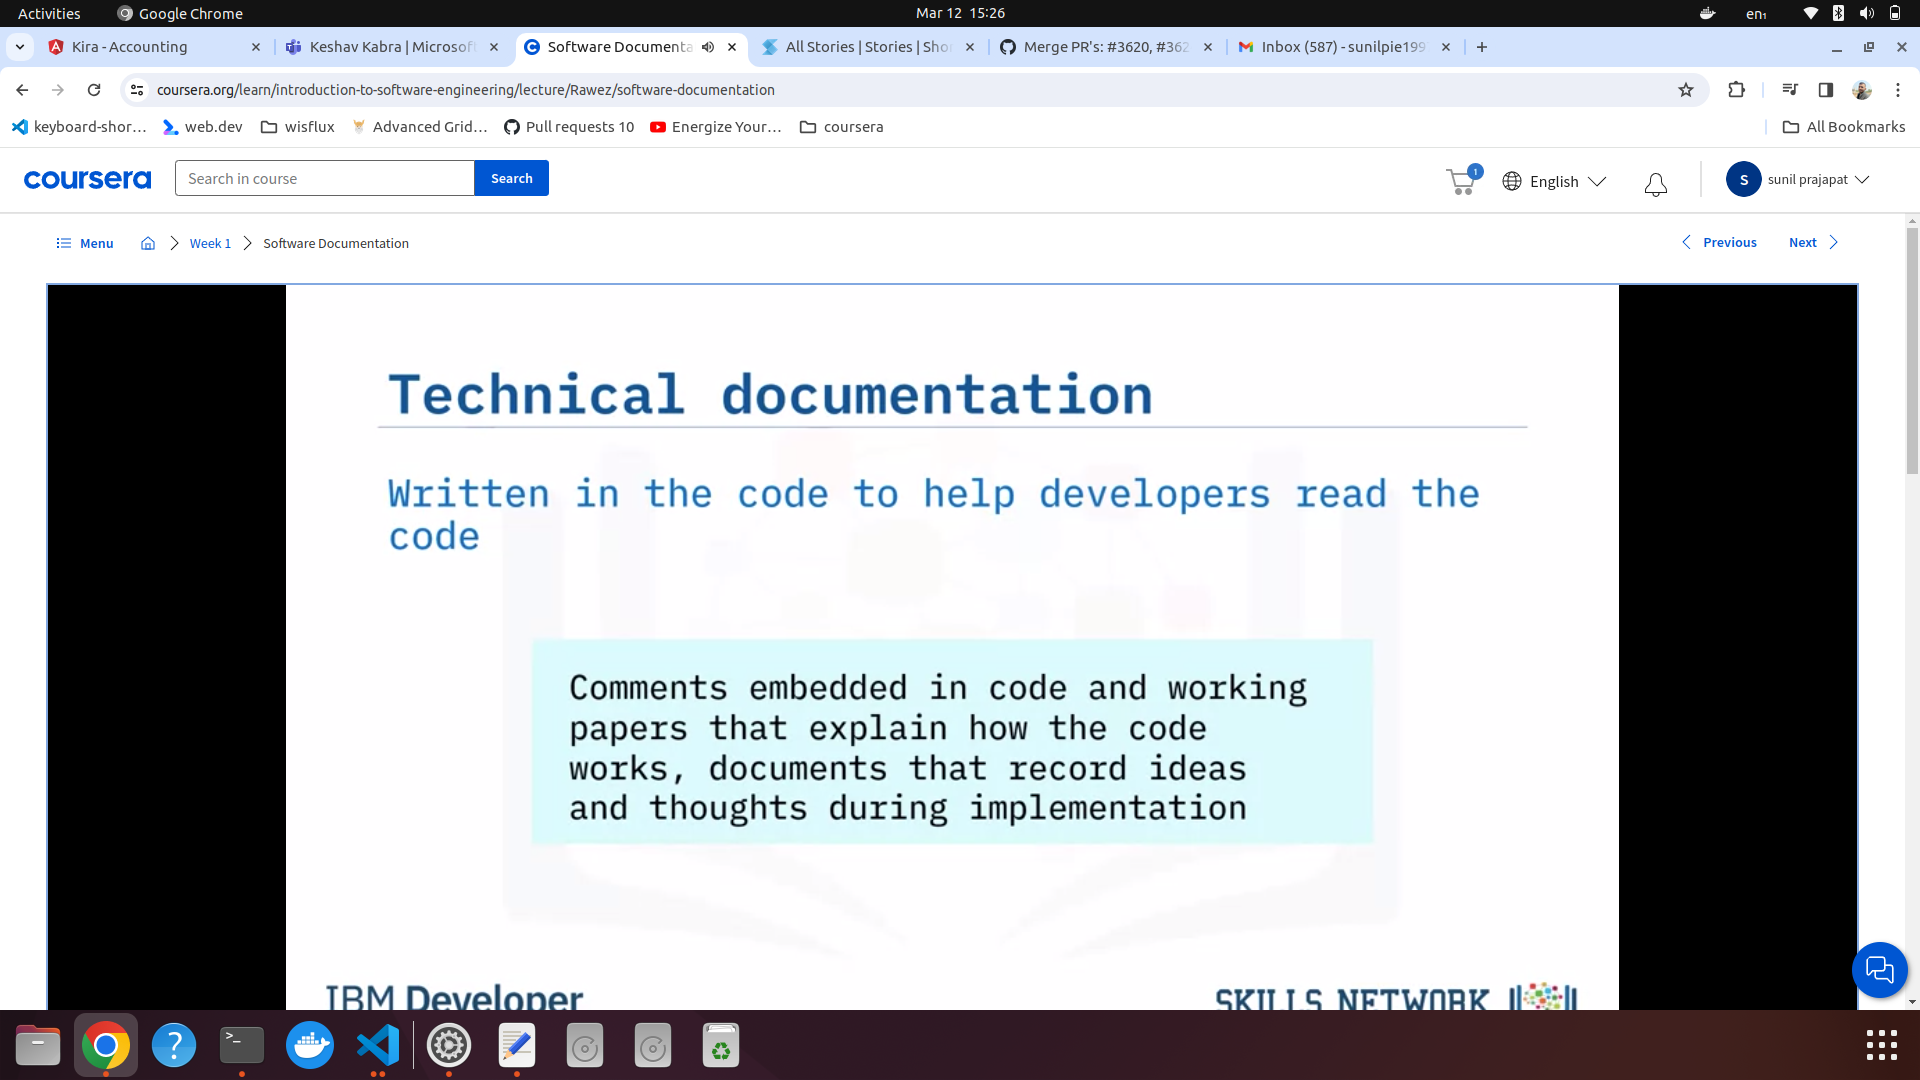 Activities
Google Chrome
Mar 12 15:26
en₁
Kira - Accounting
Keshav Kabra | Microsof
Software Documenta
All Stories | Stories | Sho
Merge PR's: #3620, #362
Inbox (587) - sunilpie199
coursera.org/learn/introduction-to-software-engineering/lecture/Rawez/software-documentation
keyboard-shor...
web.dev
wisflux
Advanced Grid...
Pull requests 10
Energize Your...
coursera
All Bookmarks
coursera
Search in course
Search
1
English
S
sunil prajapat
Menu
Week 1
Software Documentation
Previous
Next
Technical documentation
Written in the code to help developers read the
code
Comments embedded in code and working
papers that explain how the code
works, documents that record ideas
and thoughts during implementation
IBM Developer
SKILLS NETWORK